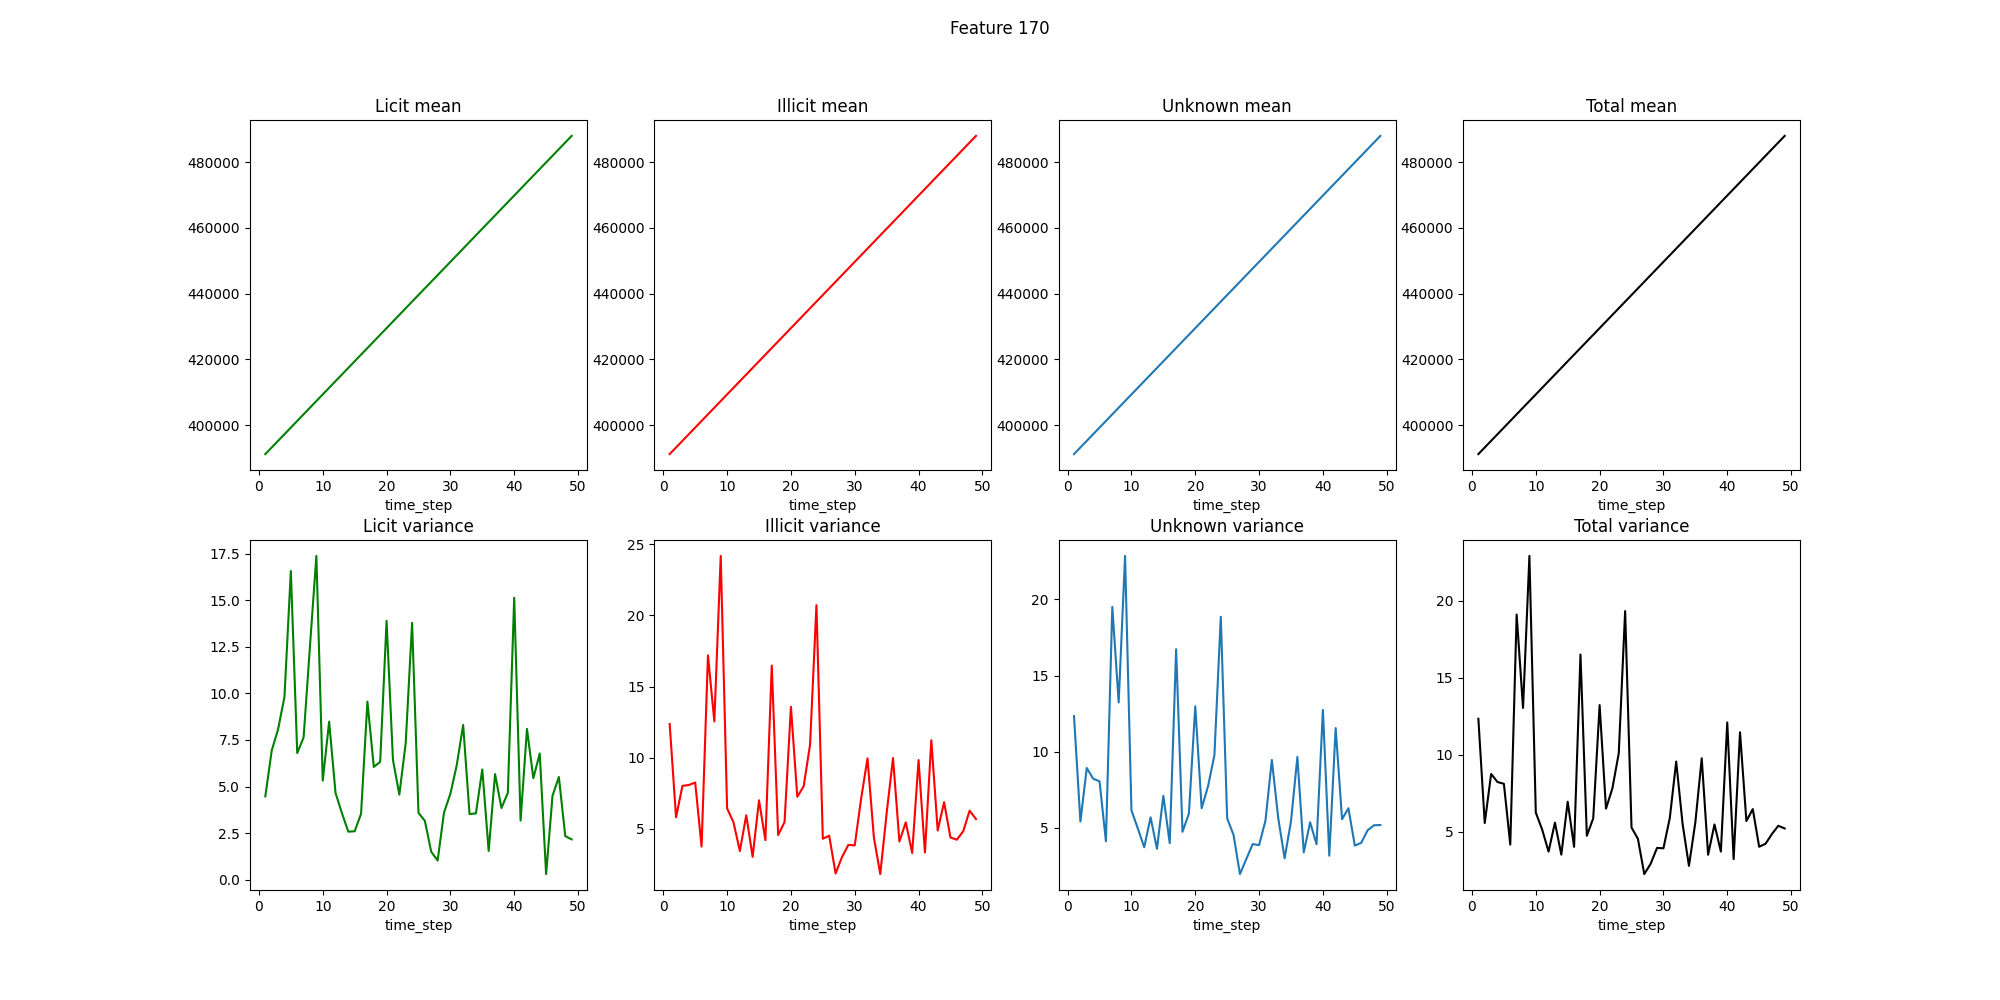 Feature 170
Licit mean
Illicit mean
Unknown mean
Total mean
480000
460000
440000
420000
400000
0 10 20 30 40 50
time_step
480000
460000
440000
420000
400000
0 10 20 30 40 50
time_step
480000
460000
440000
420000
400000
0 10 20 30 40 50
time_step
480000
460000
440000
420000
400000
0 10 20 30 40 50
time_step
Licit variance
Illicit variance
Unknown variance
Total variance
17.5
15.0
12.5
10.0
7.5
5.0
2.5
0.0
0 10 20 30 40 50
time_step
25
20
15
10
5
0 10 20 30 40 50
time_step
20
15
10
5
0 10 20 30 40 50
time_step
20
15
10
5
0 10 20 30 40 50
time_step